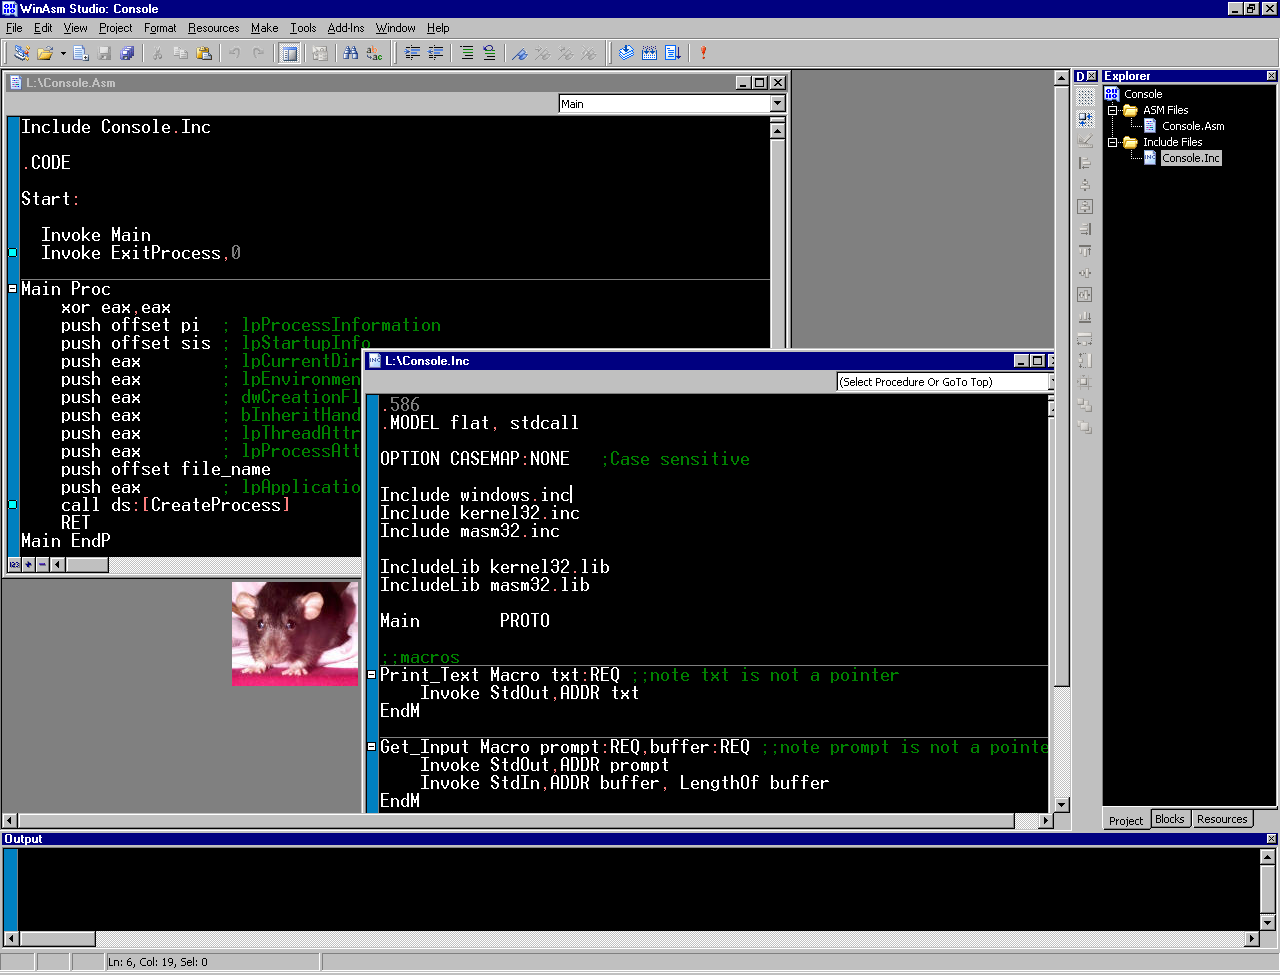 WinAsm Studio: Console
File Edit View Project Format Resources Make Tools Add-Ins Window Help
L:\Console.Asm
Main
Include Console.Inc
.CODE
Start:
Invoke Main
Invoke ExitProcess,0
Main Proc
xor eax,eax
push offset pi ; lpProcessInformation
push offset sis ; lpStartupInfo
push eax ; lpCurrentDir
push eax ; lpEnvironmen
push eax ; dwCreationFl
push eax ; bInheritHand
push eax ; lpThreadAttr
push eax ; lpProcessAtt
push offset file_name
push eax ; lpApplicatio
call ds:[CreateProcess]
RET
Main EndP
L:\Console.Inc
(Select Procedure Or GoTo Top)
.586
.MODEL flat, stdcall
OPTION CASEMAP:NONE ;Case sensitive
Include windows.inc
Include kernel32.inc
Include masm32.inc
IncludeLib kernel32.lib
IncludeLib masm32.lib
Main PROTO
;;macros
Print_Text Macro txt:REQ ;;note txt is not a pointer
Invoke StdOut,ADDR txt
EndM
Get_Input Macro prompt:REQ,buffer:REQ ;;note prompt is not a pointe
Invoke StdOut,ADDR prompt
Invoke StdIn,ADDR buffer, LengthOf buffer
EndM
D
Explorer
Console
ASM Files
Console.Asm
Include Files
Console.Inc
Project Blocks Resources
Output
Ln: 6, Col: 19, Sel: 0